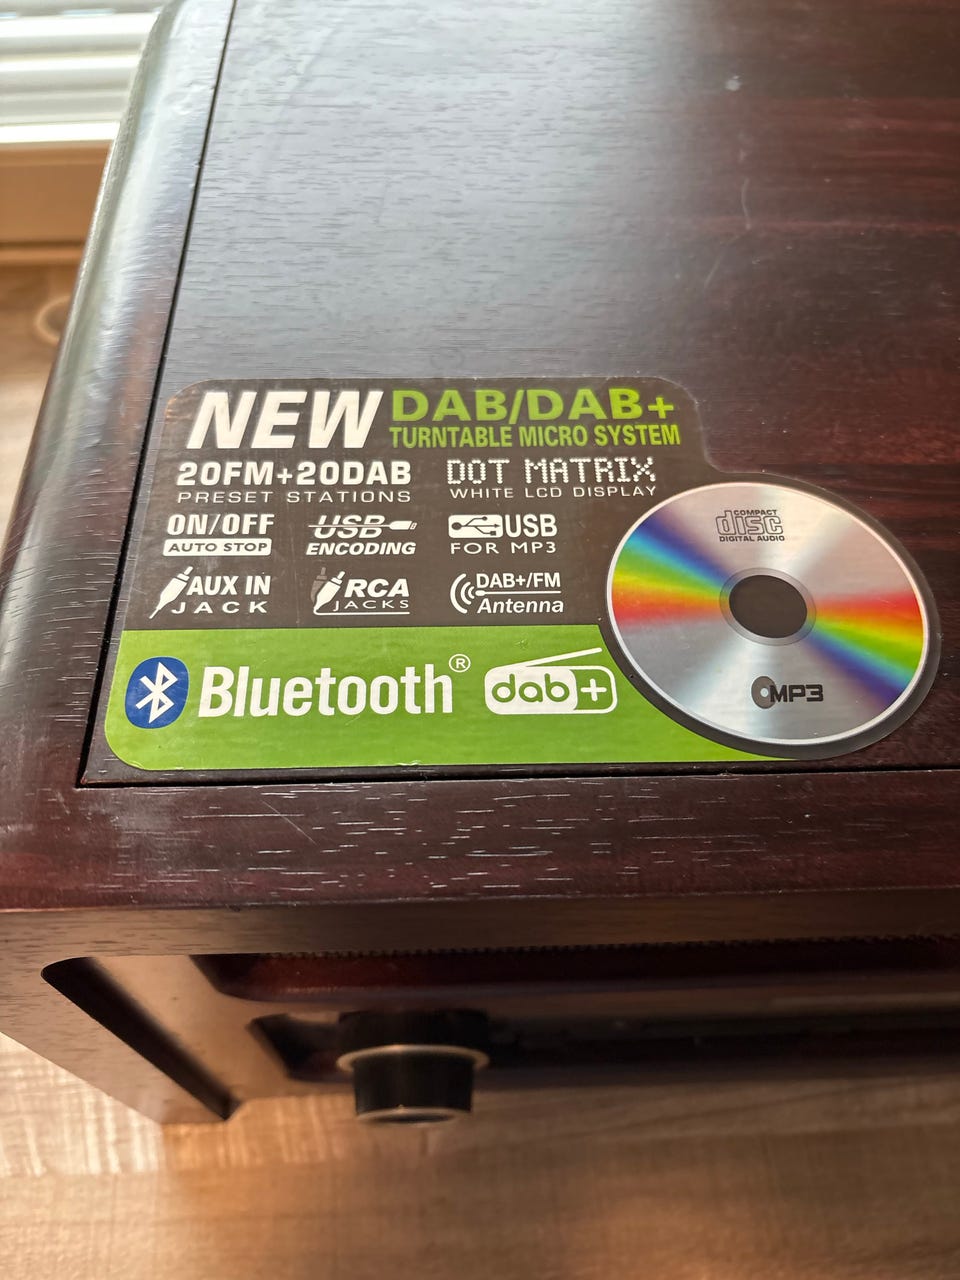 NEW DAB/DAB+
TURNTABLE MICRO SYSTEM
20FM+20DAB
PRESET STATIONS
DOT MATRIX
WHITE LCD DISPLAY
ON/OFF
AUTO STOP
USB
ENCODING
USB
FOR MP3
AUX IN
JACK
RCA
JACKS
DAB+/FM
Antenna
Bluetooth®
dab+
COMPACT
disc
DIGITAL AUDIO
MP3